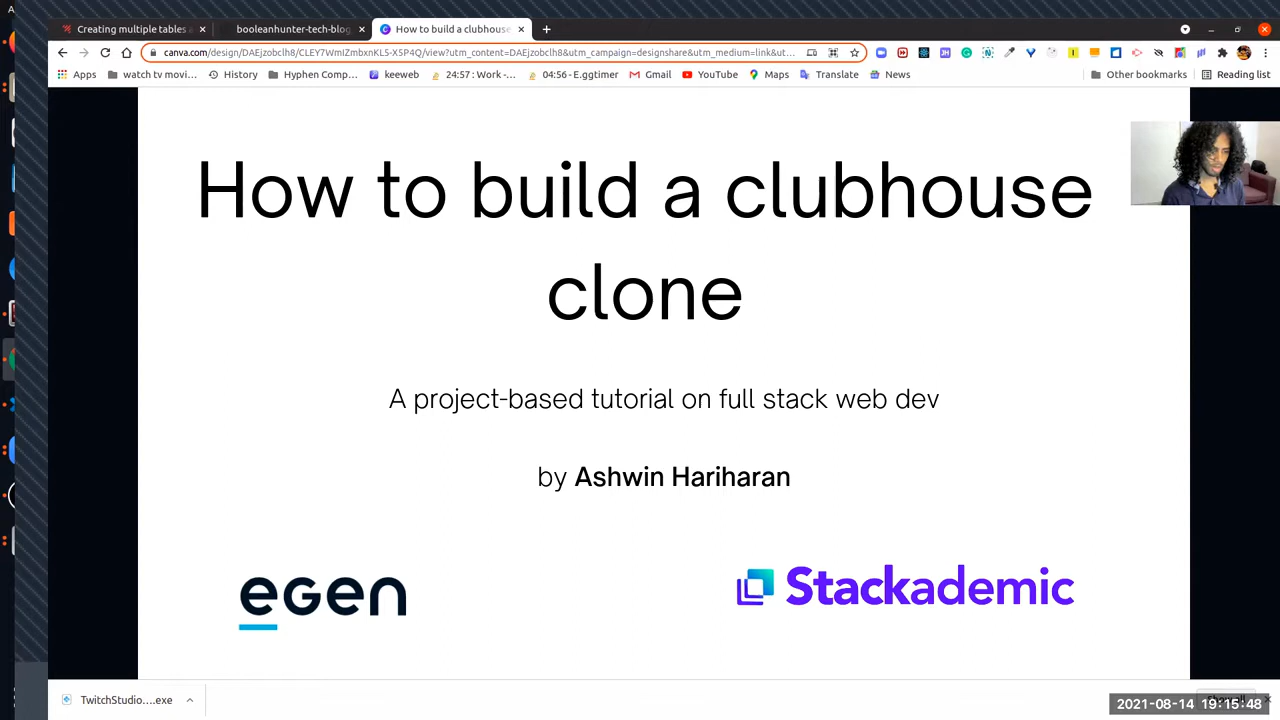 Creating multiple tables a
booleanhunter-tech-blog
How to build a clubhouse
canva.com/design/DAEjzobclh8/CLEY7WmIZmbxnKLS-X5P4Q/view?utm_content=DAEjzobclh8&utm_campaign=designshare&utm_medium=link&ut...
Apps
watch tv movi...
History
Hyphen Comp...
keeweb
24:57 : Work -...
04:56 - E.ggtimer
Gmail
YouTube
Maps
Translate
News
Other bookmarks
Reading list
How to build a clubhouse
clone
A project-based tutorial on full stack web dev
by Ashwin Hariharan
egen
Stackademic
TwitchStudio....exe
2021-08-14 19:15:48